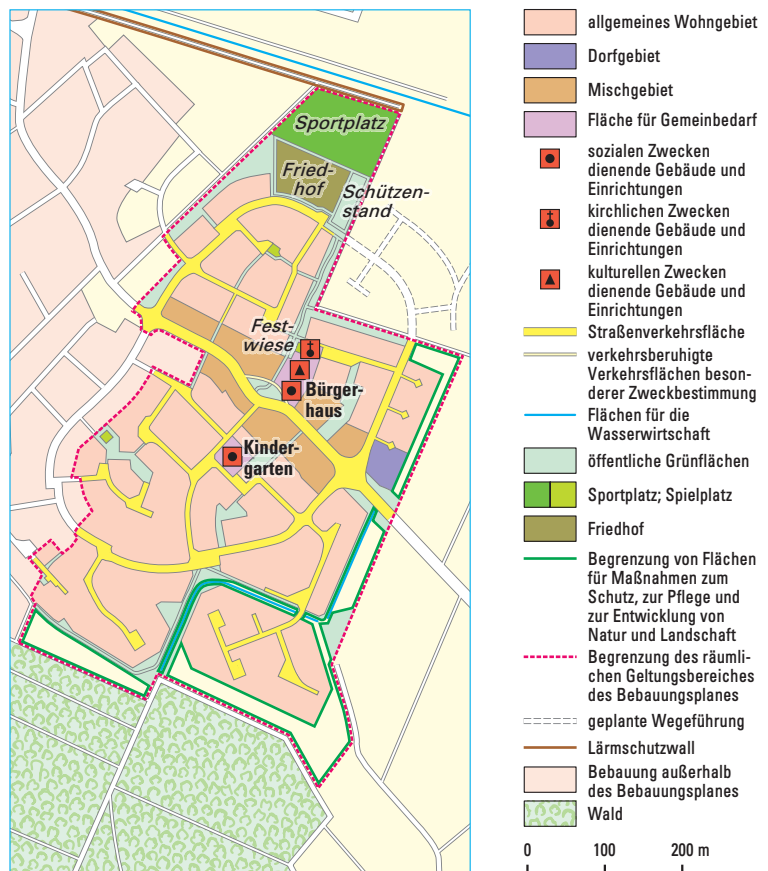 Sportplatz
Fried-
hof
Schützen-
stand
Fest-
wiese
Bürger-
haus
Kinder-
garten
allgemeines Wohngebiet
Dorfgebiet
Mischgebiet
Fläche für Gemeinbedarf
sozialen Zwecken
dienende Gebäude und
Einrichtungen
kirchlichen Zwecken
dienende Gebäude und
Einrichtungen
kulturellen Zwecken
dienende Gebäude und
Einrichtungen
Straßenverkehrsfläche
verkehrsberuhigte
Verkehrsflächen beson-
derer Zweckbestimmung
Flächen für die
Wasserwirtschaft
öffentliche Grünflächen
Sportplatz; Spielplatz
Friedhof
Begrenzung von Flächen
für Maßnahmen zum
Schutz, zur Pflege und
zur Entwicklung von
Natur und Landschaft
Begrenzung des räumli-
chen Geltungsbereiches
des Bebauungsplanes
geplante Wegeführung
Lärmschutzwall
Bebauung außerhalb
des Bebauungsplanes
Wald
0 100 200 m